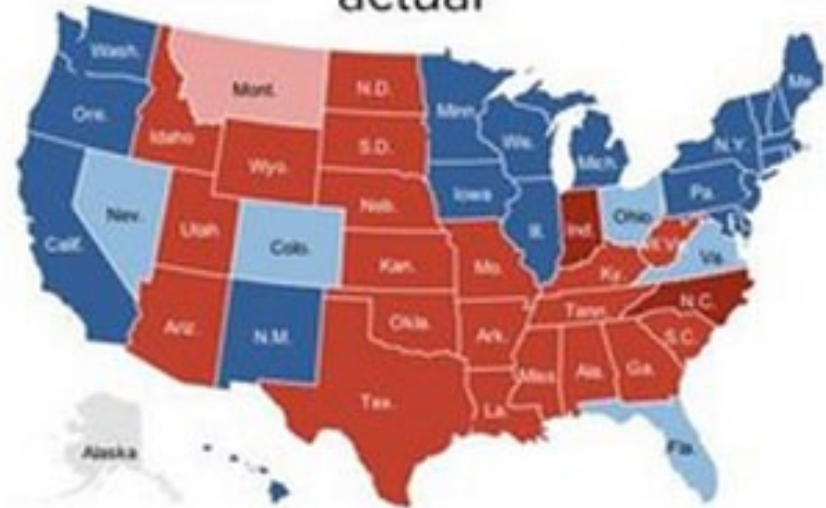 actual
Wash.
Mont.
N.D.
Me.
Ore.
Minn.
Idaho
S.D.
Wis.
N.Y.
Mich.
Wyo.
Iowa
Pa.
Neb.
Nev.
Ohio
Utah
Ill.
Ind.
Calif.
Colo.
Va.
Kan.
Mo.
Ky.
N.C.
Tenn.
Okla.
Ariz.
N.M.
Ark.
S.C.
Miss.
Ala.
Ga.
Tex.
La.
Fla.
Alaska